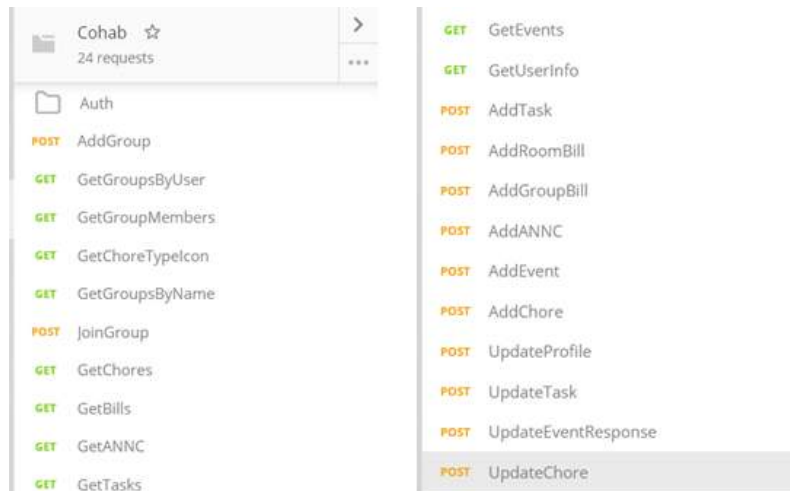 Cohab
24 requests
Auth
POST AddGroup
GET GetGroupsByUser
GET GetGroupMembers
GET GetChoreTypeIcon
GET GetGroupsByName
POST JoinGroup
GET GetChores
GET GetBills
GET GetANNC
GET GetTasks
GET GetEvents
GET GetUserInfo
POST AddTask
POST AddRoomBill
POST AddGroupBill
POST AddANNC
POST AddEvent
POST AddChore
POST UpdateProfile
POST UpdateTask
POST UpdateEventResponse
POST UpdateChore